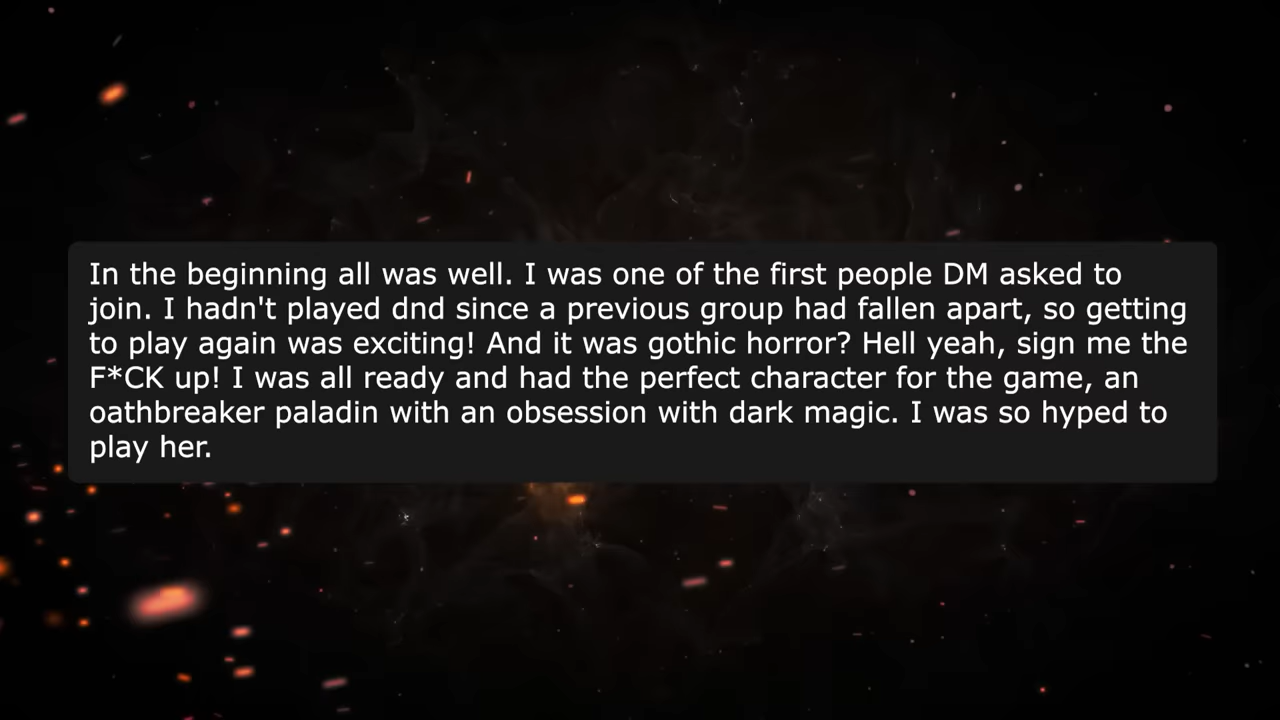 In the beginning all was well. I was one of the first people DM asked to
join. I hadn't played dnd since a previous group had fallen apart, so getting
to play again was exciting! And it was gothic horror? Hell yeah, sign me the
F*CK up! I was all ready and had the perfect character for the game, an
oathbreaker paladin with an obsession with dark magic. I was so hyped to
play her.